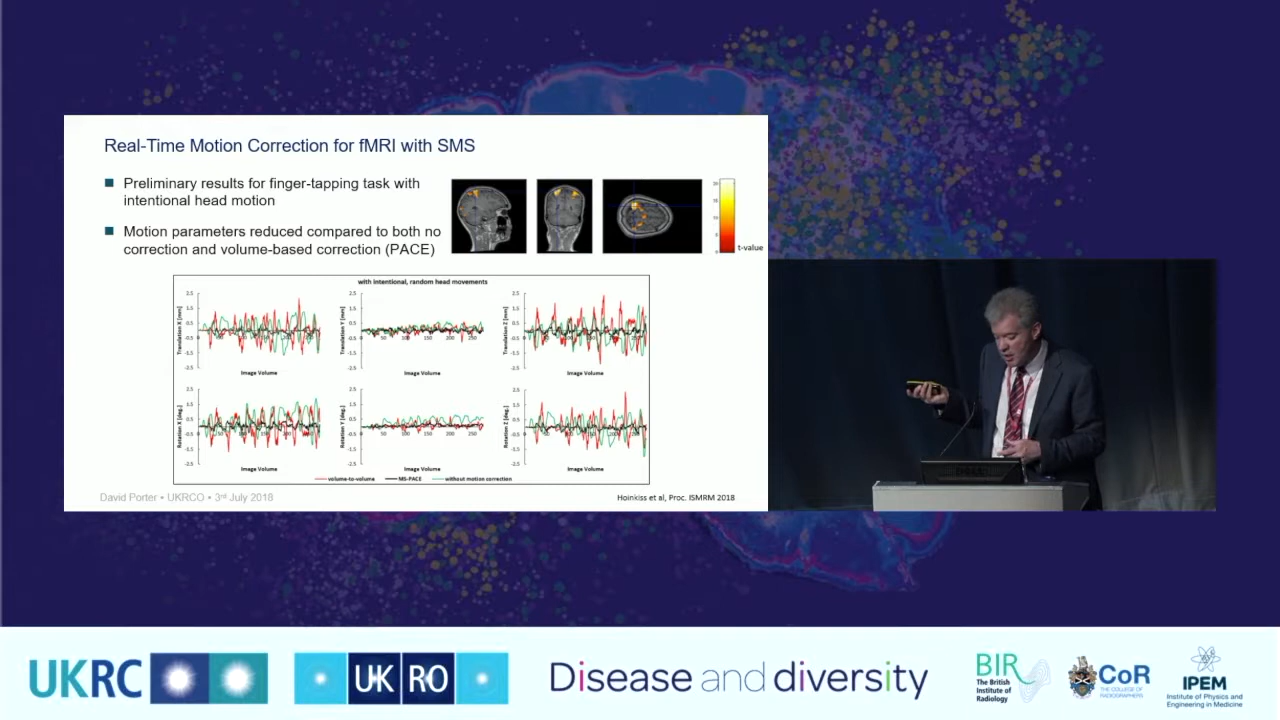 Real-Time Motion Correction for fMRI with SMS
Preliminary results for finger-tapping task with
intentional head motion
Motion parameters reduced compared to both no
correction and volume-based correction (PACE)
t-value
with intentional, random head movements
Translation X [mm]
Image Volume
Translation Y [mm]
Image Volume
Translation Z [mm]
Image Volume
Rotation X [deg.]
Image Volume
Rotation Y [deg.]
Image Volume
Rotation Z [deg.]
Image Volume
volume-to-volume MS-PACE without motion correction
David Porter • UKRCO • 3rd July 2018
Hoinkiss et al, Proc. ISMRM 2018
UKRC
UK RO
Disease and diversity
BIR
The British
Institute of
Radiology
CoR
THE COLLEGE OF
RADIOGRAPHERS
IPEM
Institute of Physics and
Engineering in Medicine